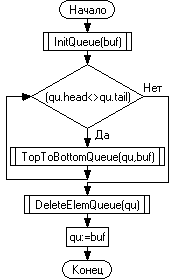 Начало
InitQueue(buf)
(qu.head<>qu.tail)
Нет
Да
TopToBottomQueue(qu,buf)
DeleteElemQueue(qu)
qu:=buf
Конец